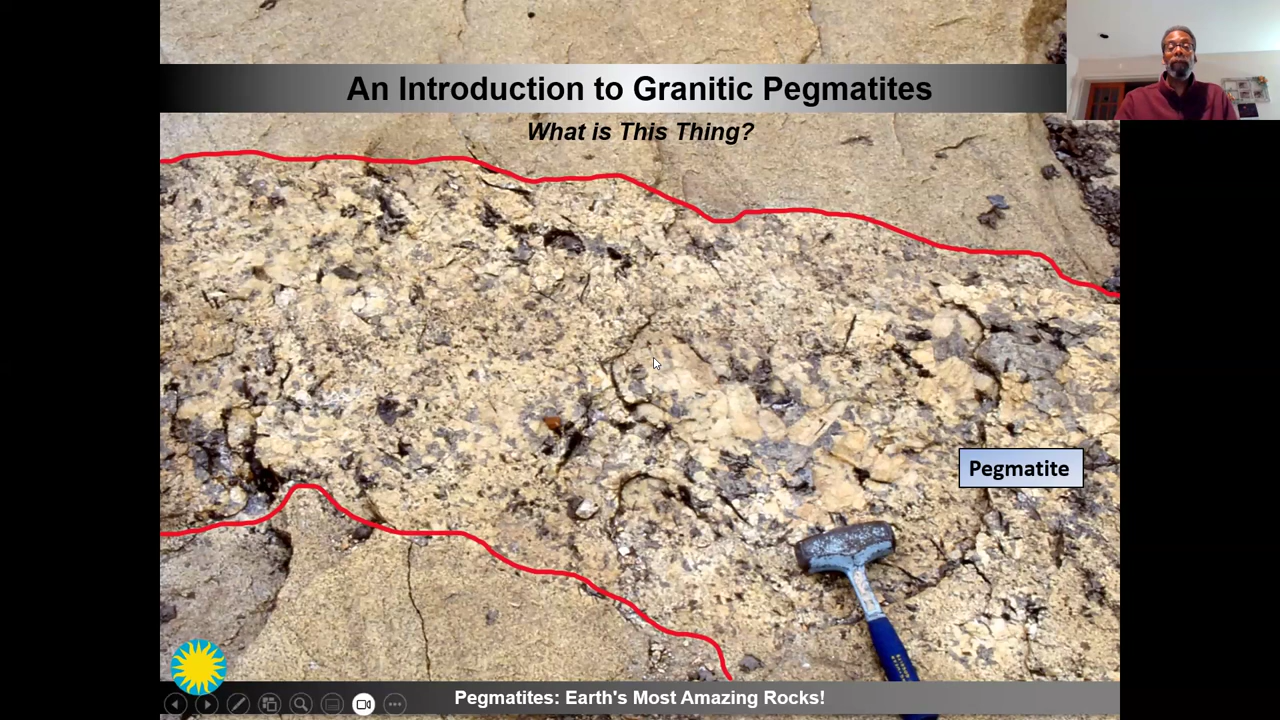 An Introduction to Granitic Pegmatites
What is This Thing?
Pegmatite
Pegmatites: Earth's Most Amazing Rocks!